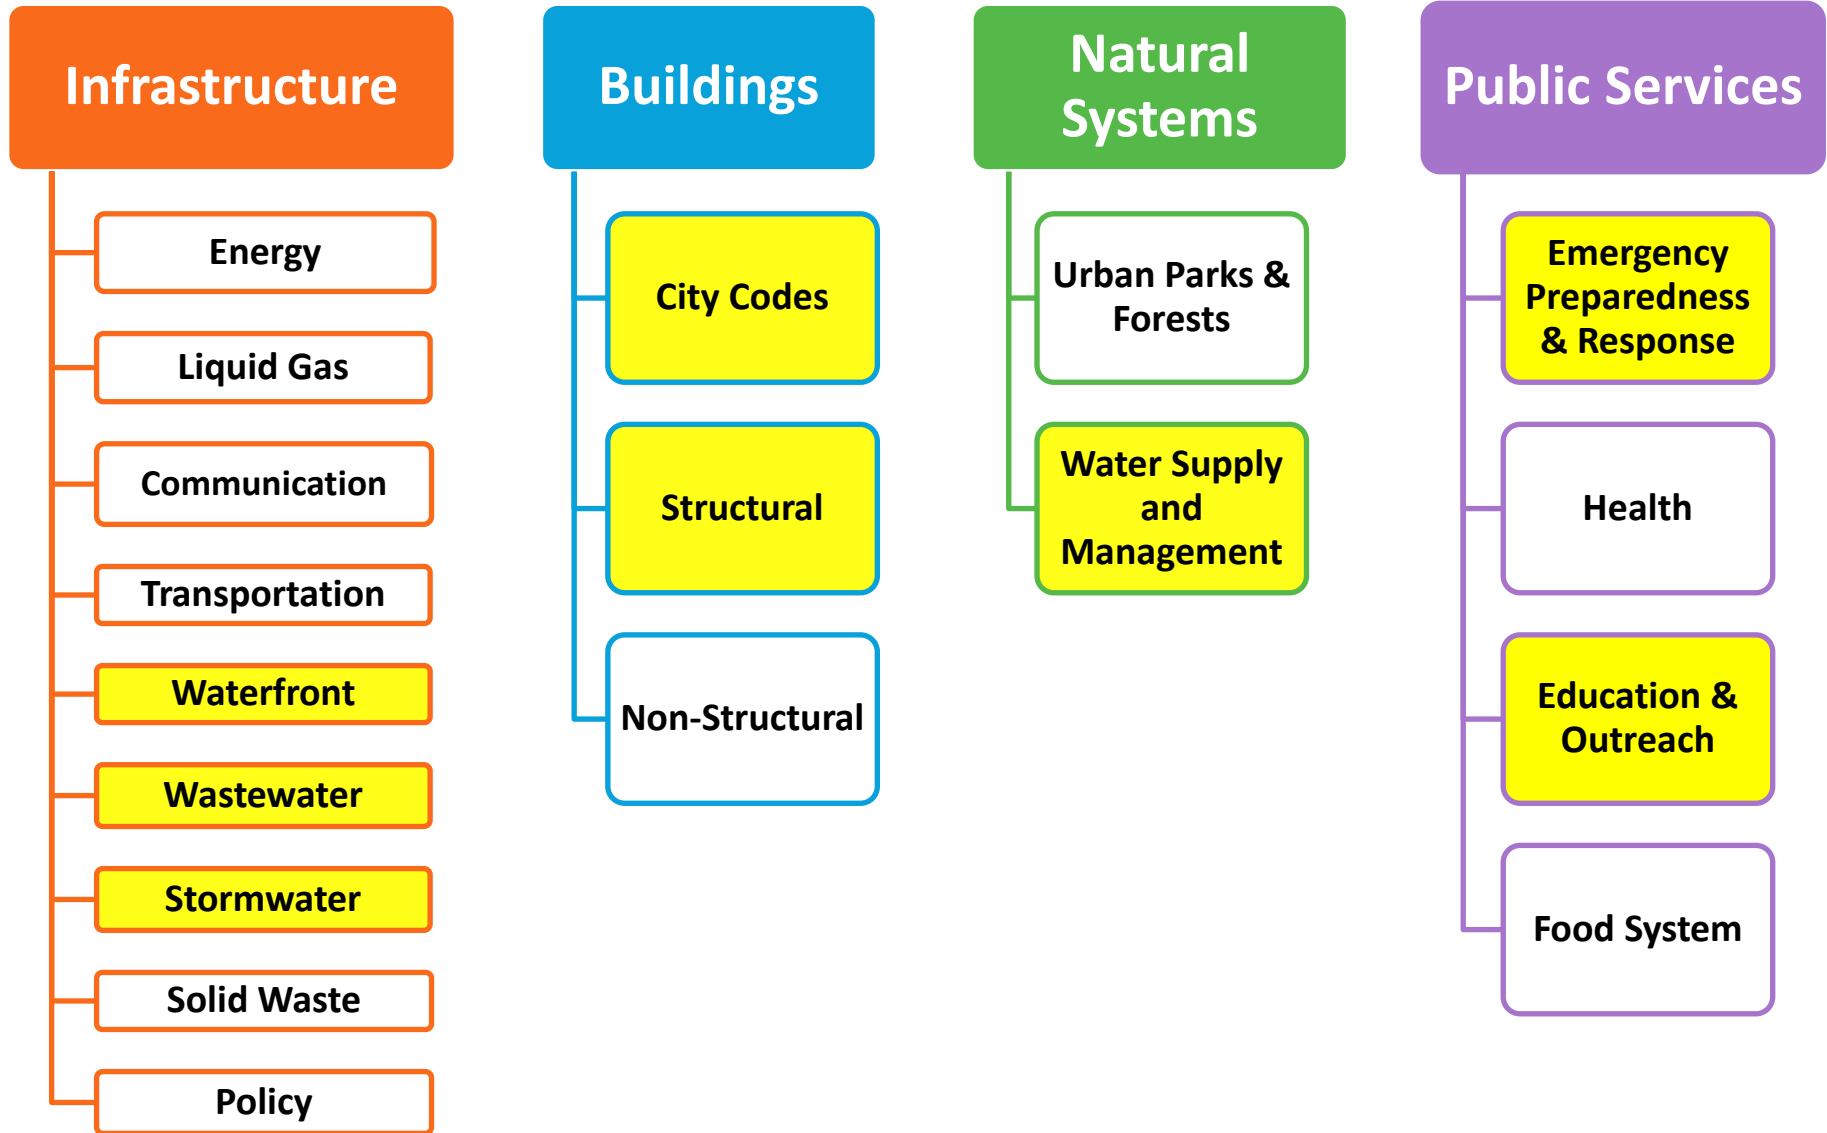 Infrastructure
Energy
Liquid Gas
Communication
Transportation
Waterfront
Wastewater
Stormwater
Solid Waste
Policy
Buildings
City Codes
Structural
Non-Structural
Natural
Systems
Urban Parks &
Forests
Water Supply
and
Management
Public Services
Emergency
Preparedness
& Response
Health
Education &
Outreach
Food System